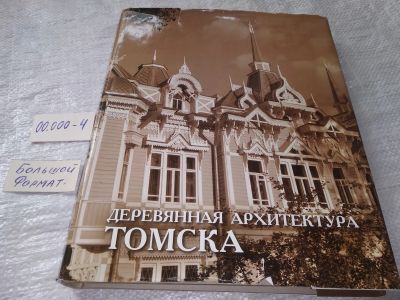 00.000-4
БОЛЬШОЙ
ФОРМАТ.
ДЕРЕВЯННАЯ АРХИТЕКТУРА
ТОМСКА